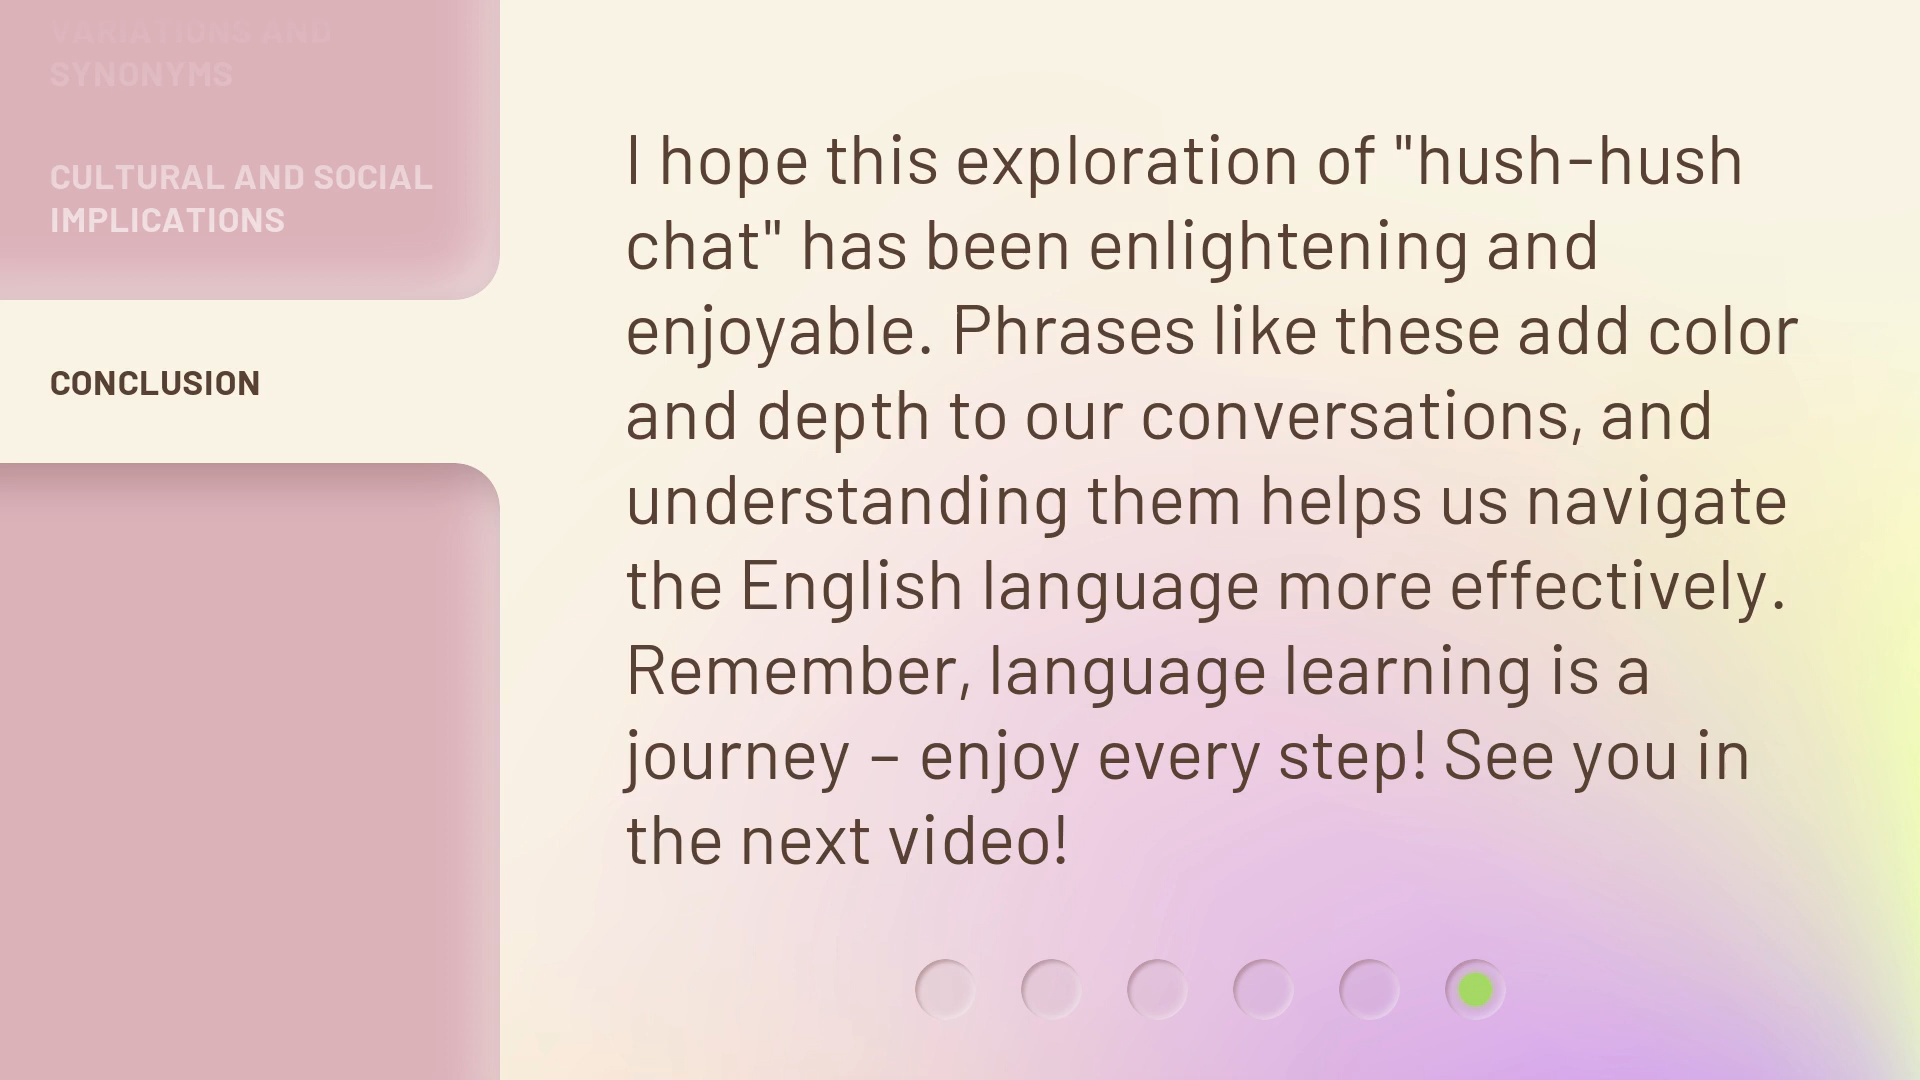 VARIATIONS AND
SYNONYMS
CULTURAL AND SOCIAL
IMPLICATIONS
CONCLUSION
I hope this exploration of "hush-hush
chat" has been enlightening and
enjoyable. Phrases like these add color
and depth to our conversations, and
understanding them helps us navigate
the English language more effectively.
Remember, language learning is a
journey – enjoy every step! See you in
the next video!